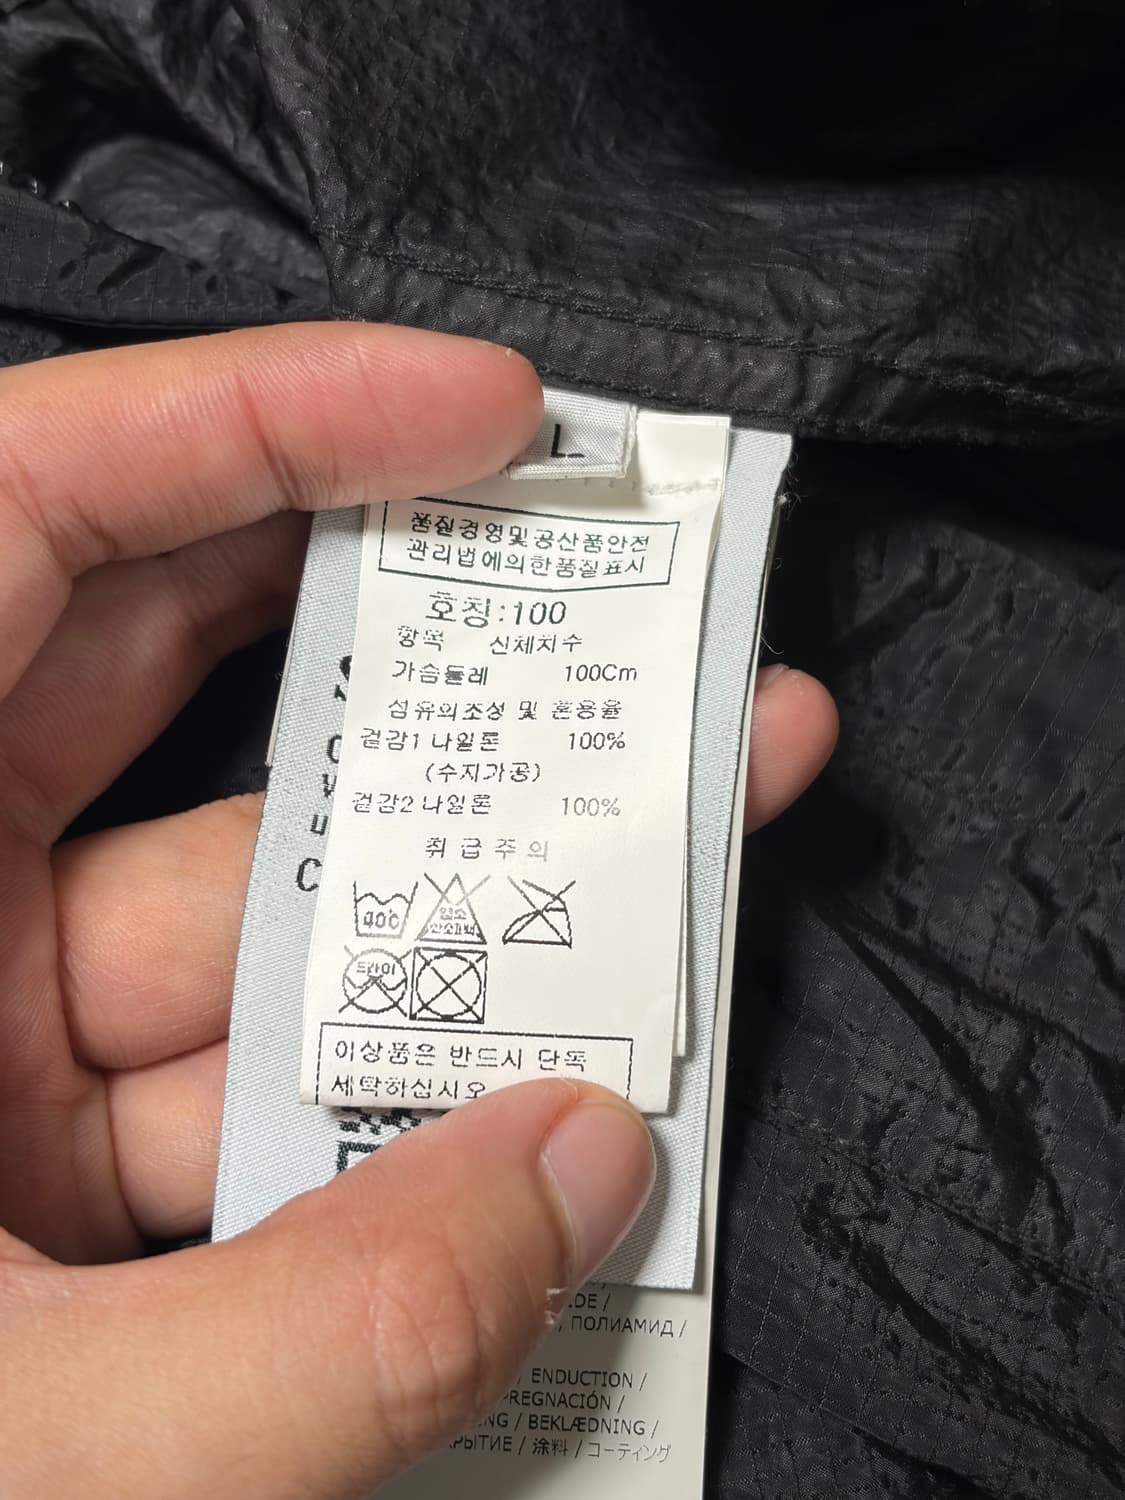 L
품질경영및공산품안전
관리법에의한품질표시
호칭:100
항목 신체치수
가슴둘레 100Cm
섬유의조성 및 혼용율
겉감1 나일론 100%
(수지가공)
겉감2 나일론 100%
취급주의
40℃
염소
산소표백
드라이
이상품은 반드시 단독
세탁하십시오
C
IDE /
, ПОЛИАМИД /
, ENDUCTION /
PREGNACIÓN /
NG / BEKLÆDNING /
РЫТИЕ / 涂料 / コーティング